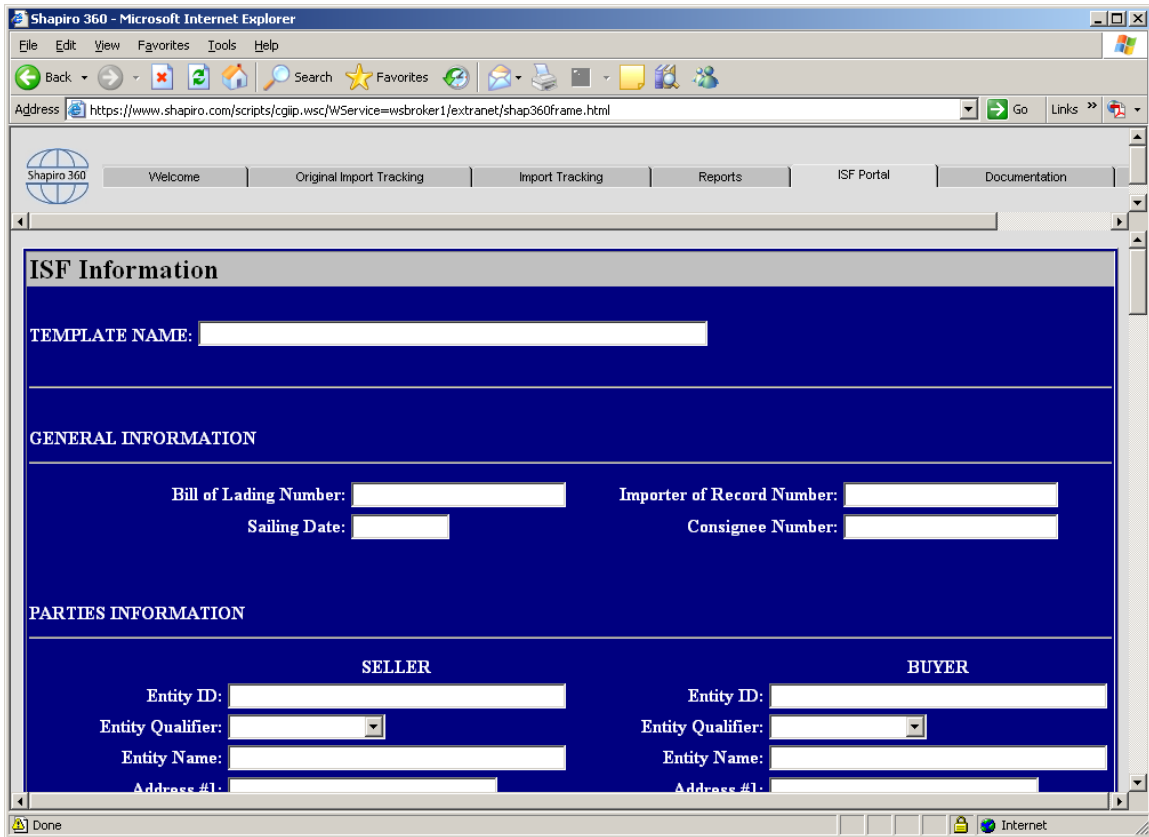 Shapiro 360 - Microsoft Internet Explorer
File Edit View Favorites Tools Help
Back Search Favorites
Address https://www.shapiro.com/scripts/cgiip.wsc/WService=wsbroker1/extranet/shap360frame.html Go Links »
Shapiro 360 Welcome Original Import Tracking Import Tracking Reports ISF Portal Documentation
ISF Information
TEMPLATE NAME:
GENERAL INFORMATION
Bill of Lading Number: Importer of Record Number:
Sailing Date: Consignee Number:
PARTIES INFORMATION
SELLER BUYER
Entity ID: Entity ID:
Entity Qualifier: Entity Qualifier:
Entity Name: Entity Name:
Address #1: Address #1:
Done Internet